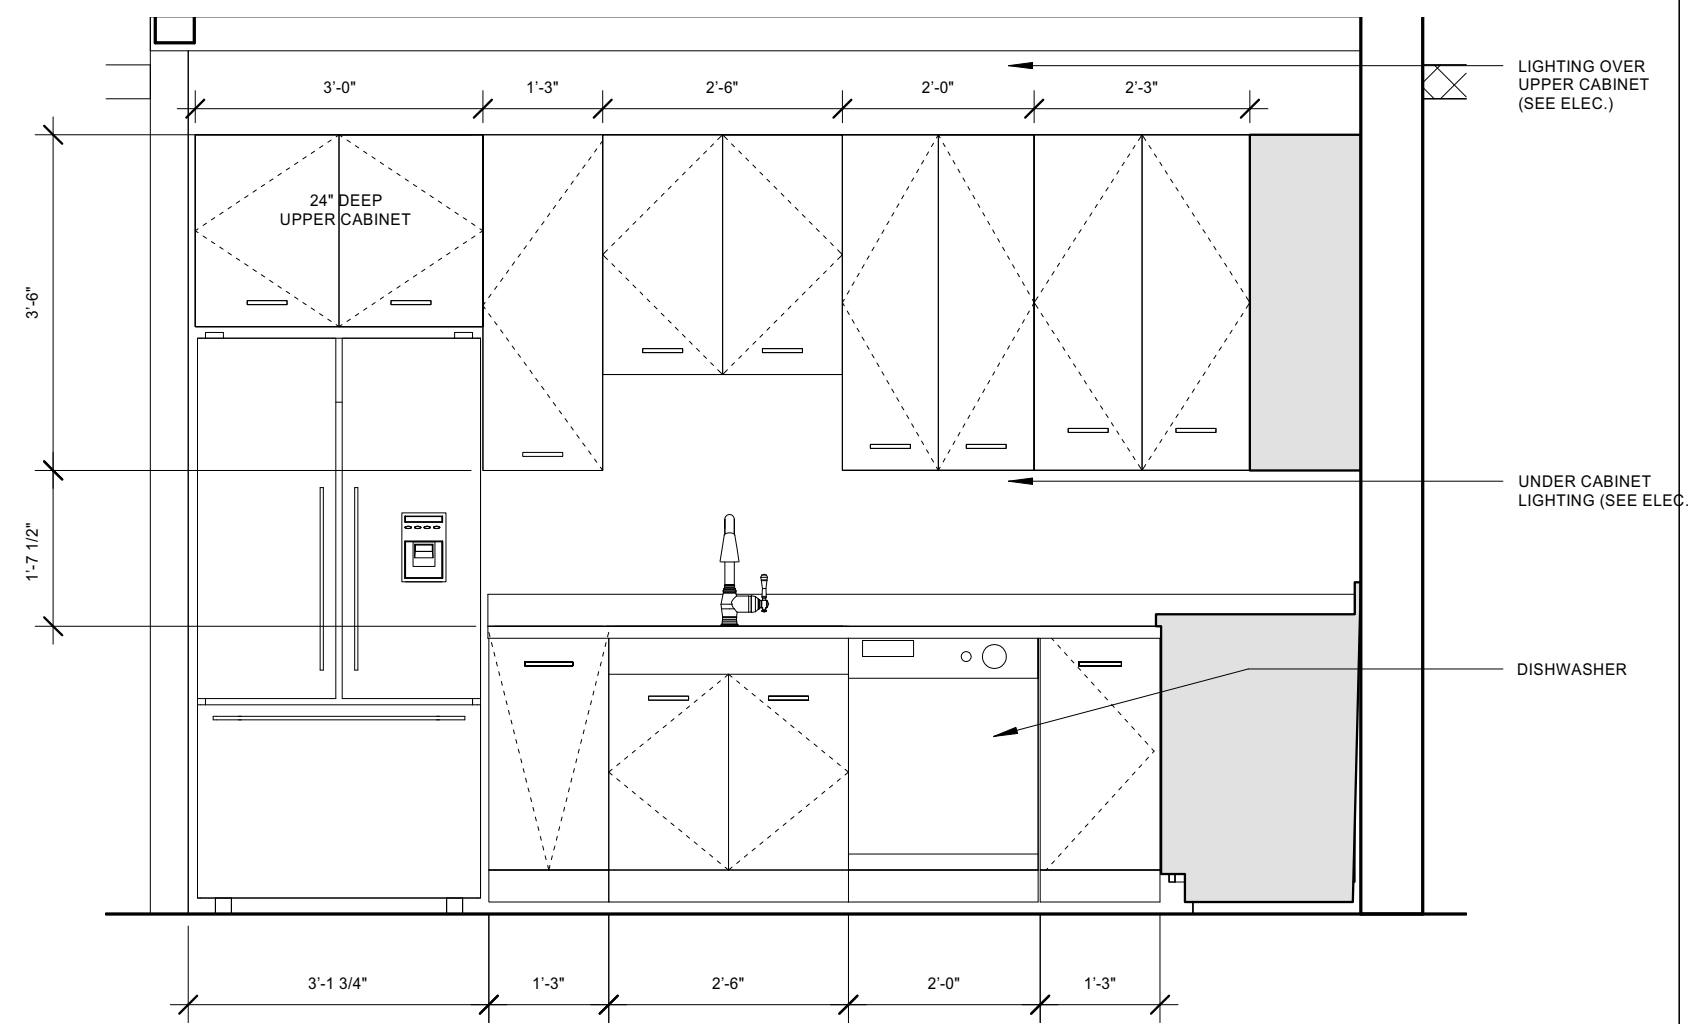 LIGHTING OVER
UPPER CABINET
(SEE ELEC.)
3'-0"
1'-3"
2'-6"
2'-0"
2'-3"
24" DEEP
UPPER CABINET
3'-6"
UNDER CABINET
LIGHTING (SEE ELEC.
1'-7 1/2"
DISHWASHER
3'-1 3/4"
1'-3"
2'-6"
2'-0"
1'-3"